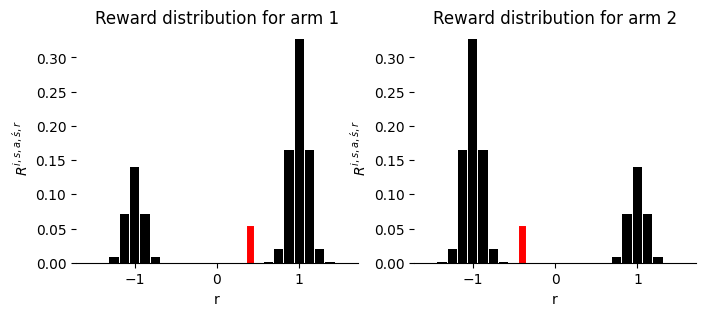 Reward distribution for arm 1
R^{i, s, a, ṡ, r}
0.30
0.25
0.20
0.15
0.10
0.05
0.00
−1 0 1
r
Reward distribution for arm 2
R^{i, s, a, ṡ, r}
0.30
0.25
0.20
0.15
0.10
0.05
0.00
−1 0 1
r